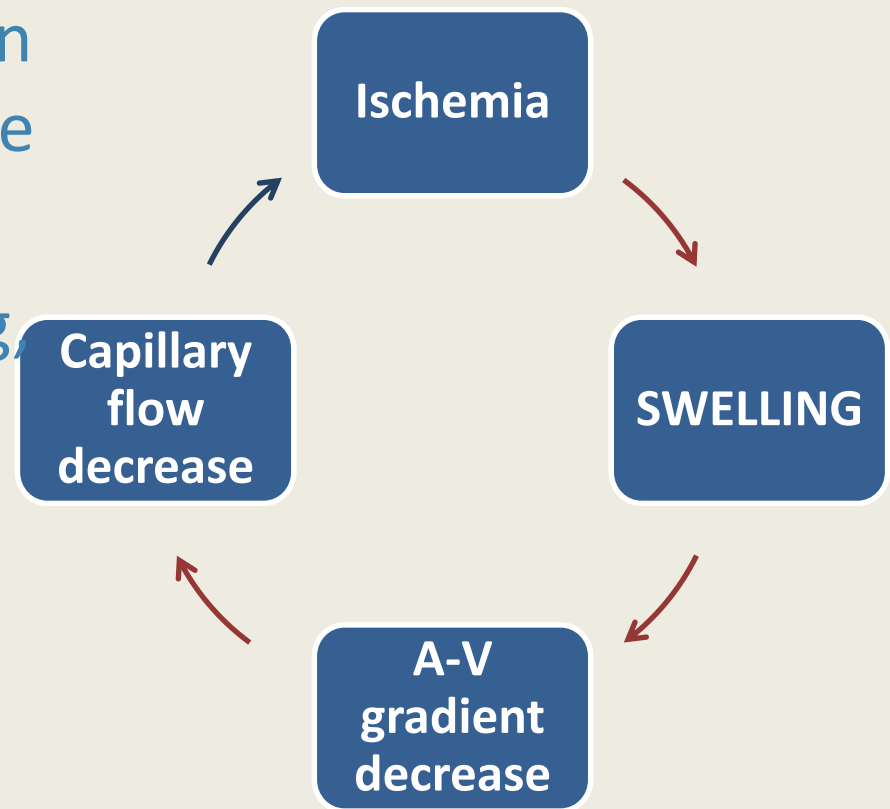 n
e
g,
Ischemia
SWELLING
A-V
gradient
decrease
Capillary
flow
decrease